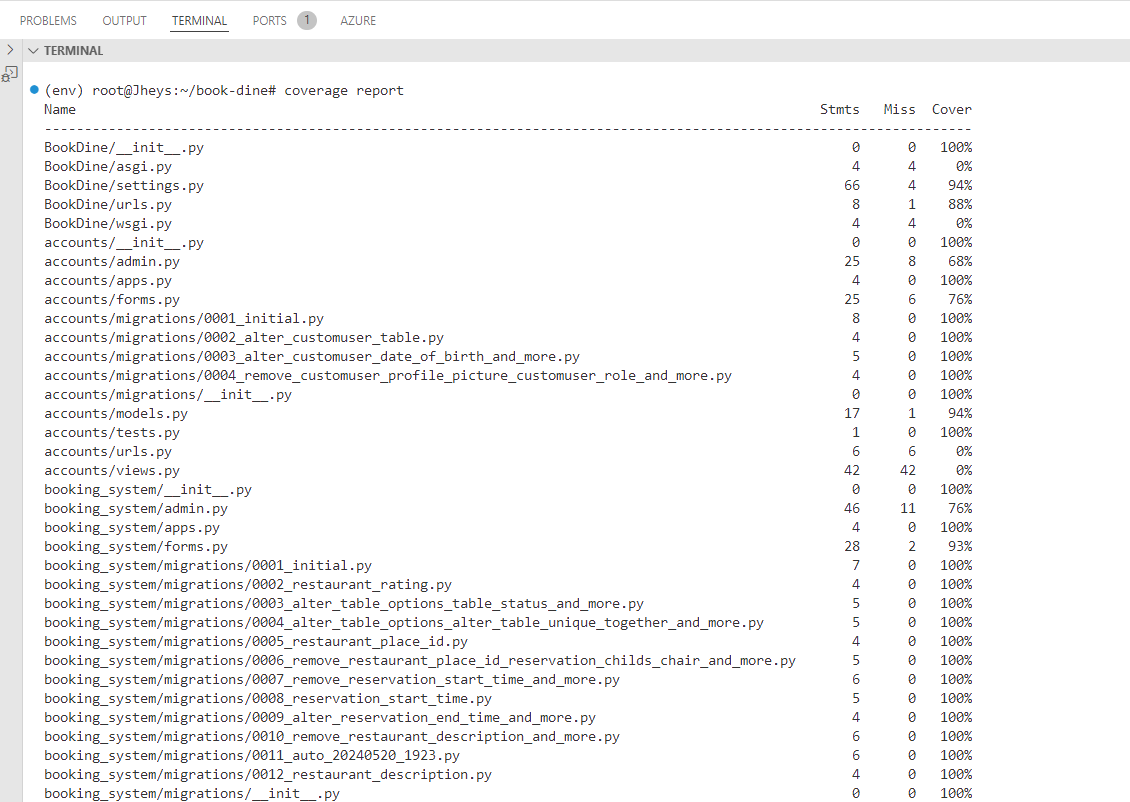 PROBLEMS OUTPUT TERMINAL PORTS 1 AZURE
TERMINAL
(env) root@Jheys:~/book-dine# coverage report
Name Stmts Miss Cover
--------------------------------------------------------------------------------------------------------------------
BookDine/__init__.py 0 0 100%
BookDine/asgi.py 4 4 0%
BookDine/settings.py 66 4 94%
BookDine/urls.py 8 1 88%
BookDine/wsgi.py 4 4 0%
accounts/__init__.py 0 0 100%
accounts/admin.py 25 8 68%
accounts/apps.py 4 0 100%
accounts/forms.py 25 6 76%
accounts/migrations/0001_initial.py 8 0 100%
accounts/migrations/0002_alter_customuser_table.py 4 0 100%
accounts/migrations/0003_alter_customuser_date_of_birth_and_more.py 5 0 100%
accounts/migrations/0004_remove_customuser_profile_picture_customuser_role_and_more.py 4 0 100%
accounts/migrations/__init__.py 0 0 100%
accounts/models.py 17 1 94%
accounts/tests.py 1 0 100%
accounts/urls.py 6 6 0%
accounts/views.py 42 42 0%
booking_system/__init__.py 0 0 100%
booking_system/admin.py 46 11 76%
booking_system/apps.py 4 0 100%
booking_system/forms.py 28 2 93%
booking_system/migrations/0001_initial.py 7 0 100%
booking_system/migrations/0002_restaurant_rating.py 4 0 100%
booking_system/migrations/0003_alter_table_options_table_status_and_more.py 5 0 100%
booking_system/migrations/0004_alter_table_options_alter_table_unique_together_and_more.py 5 0 100%
booking_system/migrations/0005_restaurant_place_id.py 4 0 100%
booking_system/migrations/0006_remove_restaurant_place_id_reservation_childs_chair_and_more.py 5 0 100%
booking_system/migrations/0007_remove_reservation_start_time_and_more.py 6 0 100%
booking_system/migrations/0008_reservation_start_time.py 5 0 100%
booking_system/migrations/0009_alter_reservation_end_time_and_more.py 4 0 100%
booking_system/migrations/0010_remove_restaurant_description_and_more.py 6 0 100%
booking_system/migrations/0011_auto_20240520_1923.py 6 0 100%
booking_system/migrations/0012_restaurant_description.py 4 0 100%
booking_system/migrations/__init__.py 0 0 100%